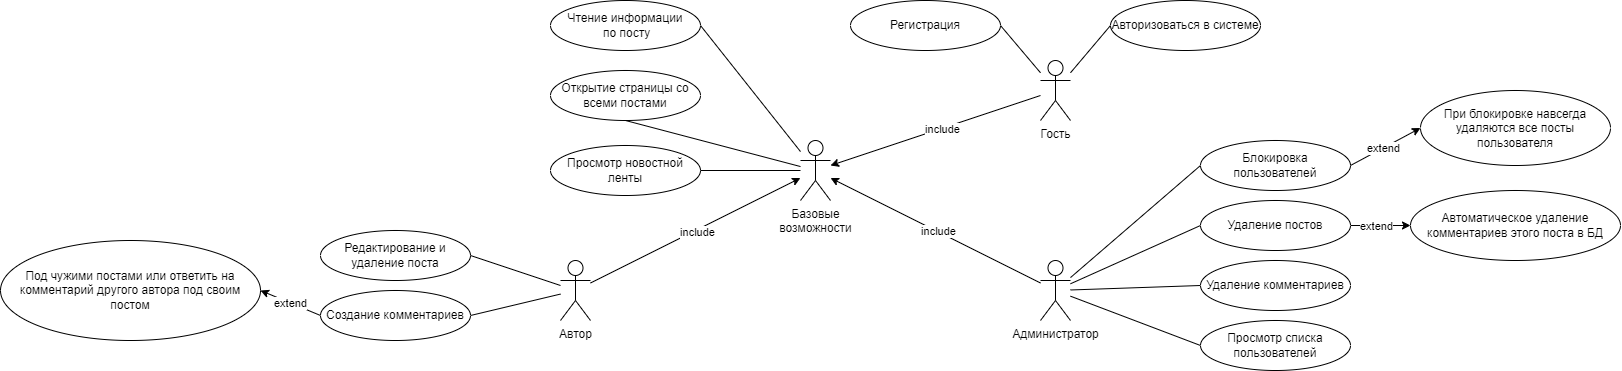 Чтение информации
по посту
Регистрация
Авторизоваться в системе
Открытие страницы со
всеми постами
include
Гость
При блокировке навсегда
удаляются все посты
пользователя
extend
Просмотр новостной
ленты
Блокировка
пользователей
Базовые
возможности
include
include
Удаление постов
extend
Автоматическое удаление
комментариев этого поста в БД
Редактирование и
удаление поста
Под чужими постами или ответить на
комментарий другого автора под своим
постом
extend
Создание комментариев
Автор
Администратор
Удаление комментариев
Просмотр списка
пользователей